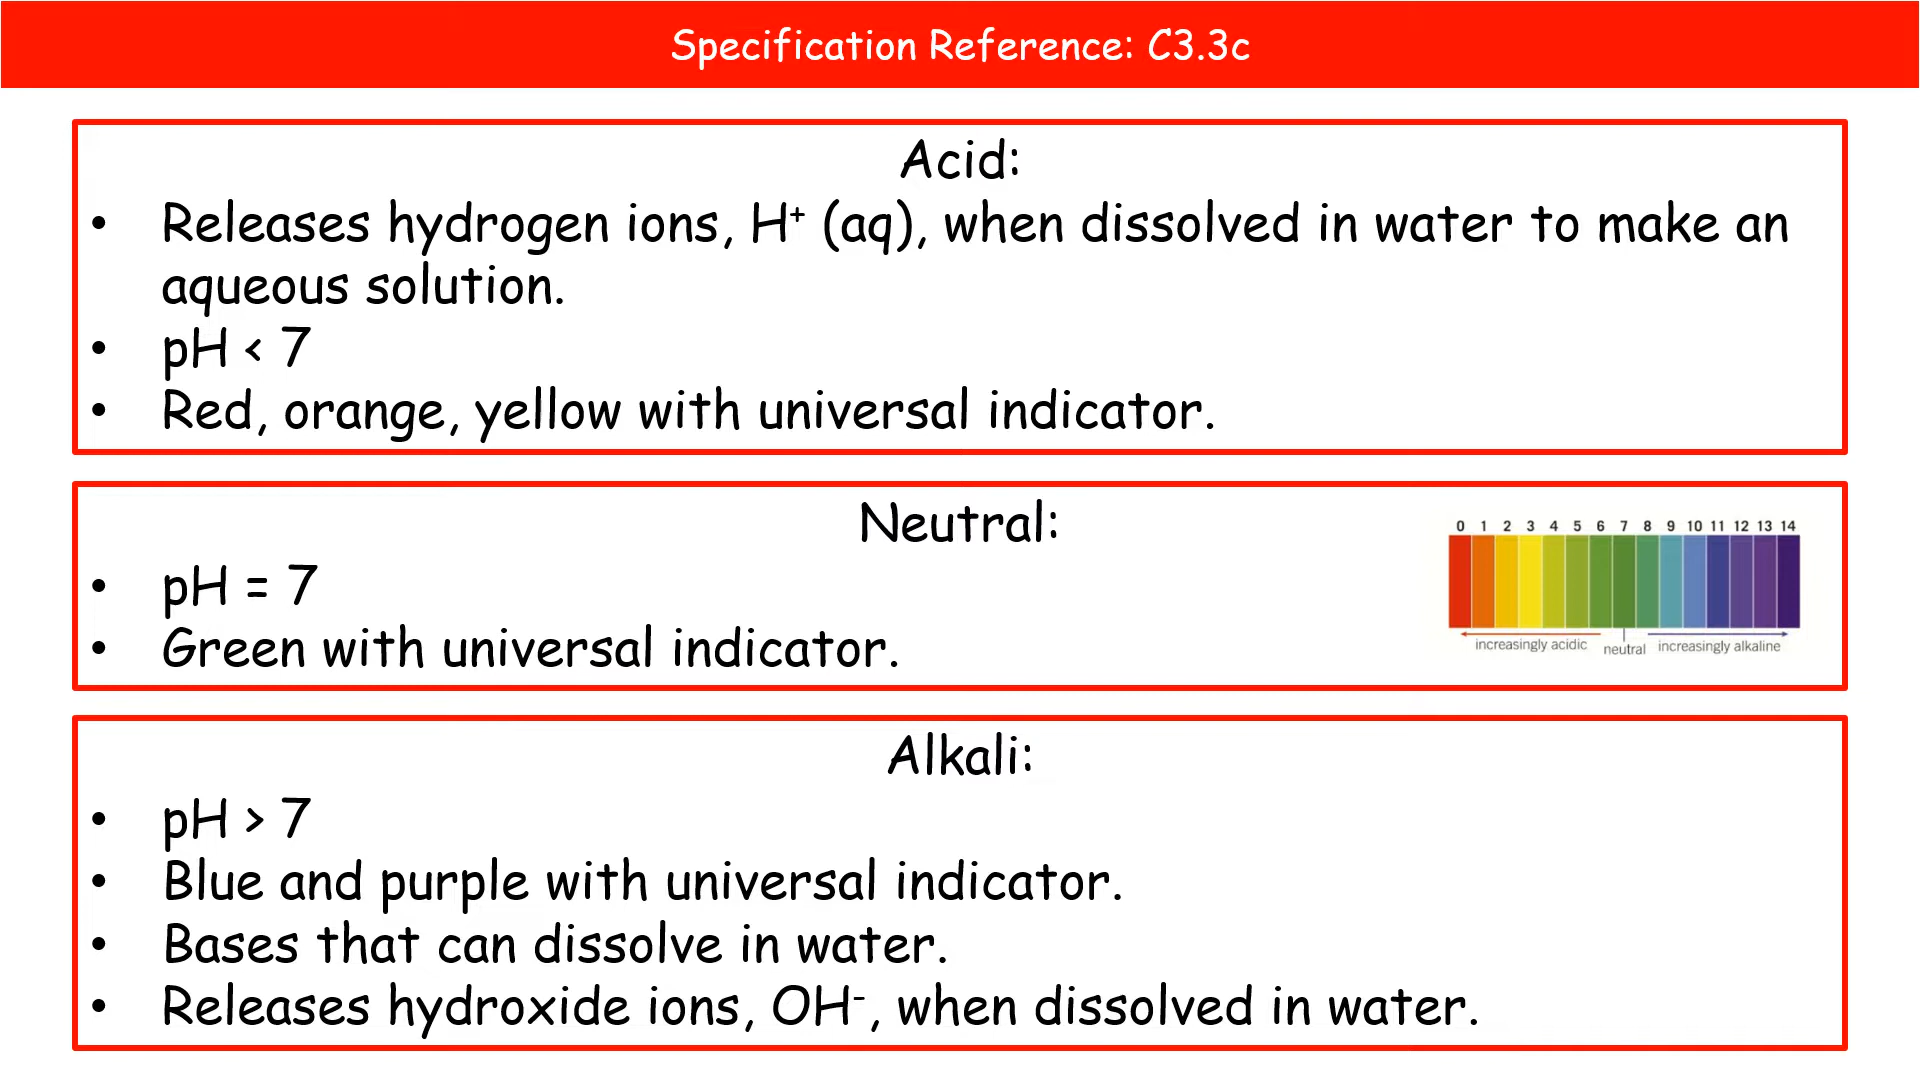 Specification Reference: C3.3c
Acid:
• Releases hydrogen ions, H⁺ (aq), when dissolved in water to make an
aqueous solution.
• pH < 7
• Red, orange, yellow with universal indicator.
Neutral:
• pH = 7
• Green with universal indicator.
0 1 2 3 4 5 6 7 8 9 10 11 12 13 14
increasingly acidic neutral increasingly alkaline
Alkali:
• pH > 7
• Blue and purple with universal indicator.
• Bases that can dissolve in water.
• Releases hydroxide ions, OH⁻, when dissolved in water.